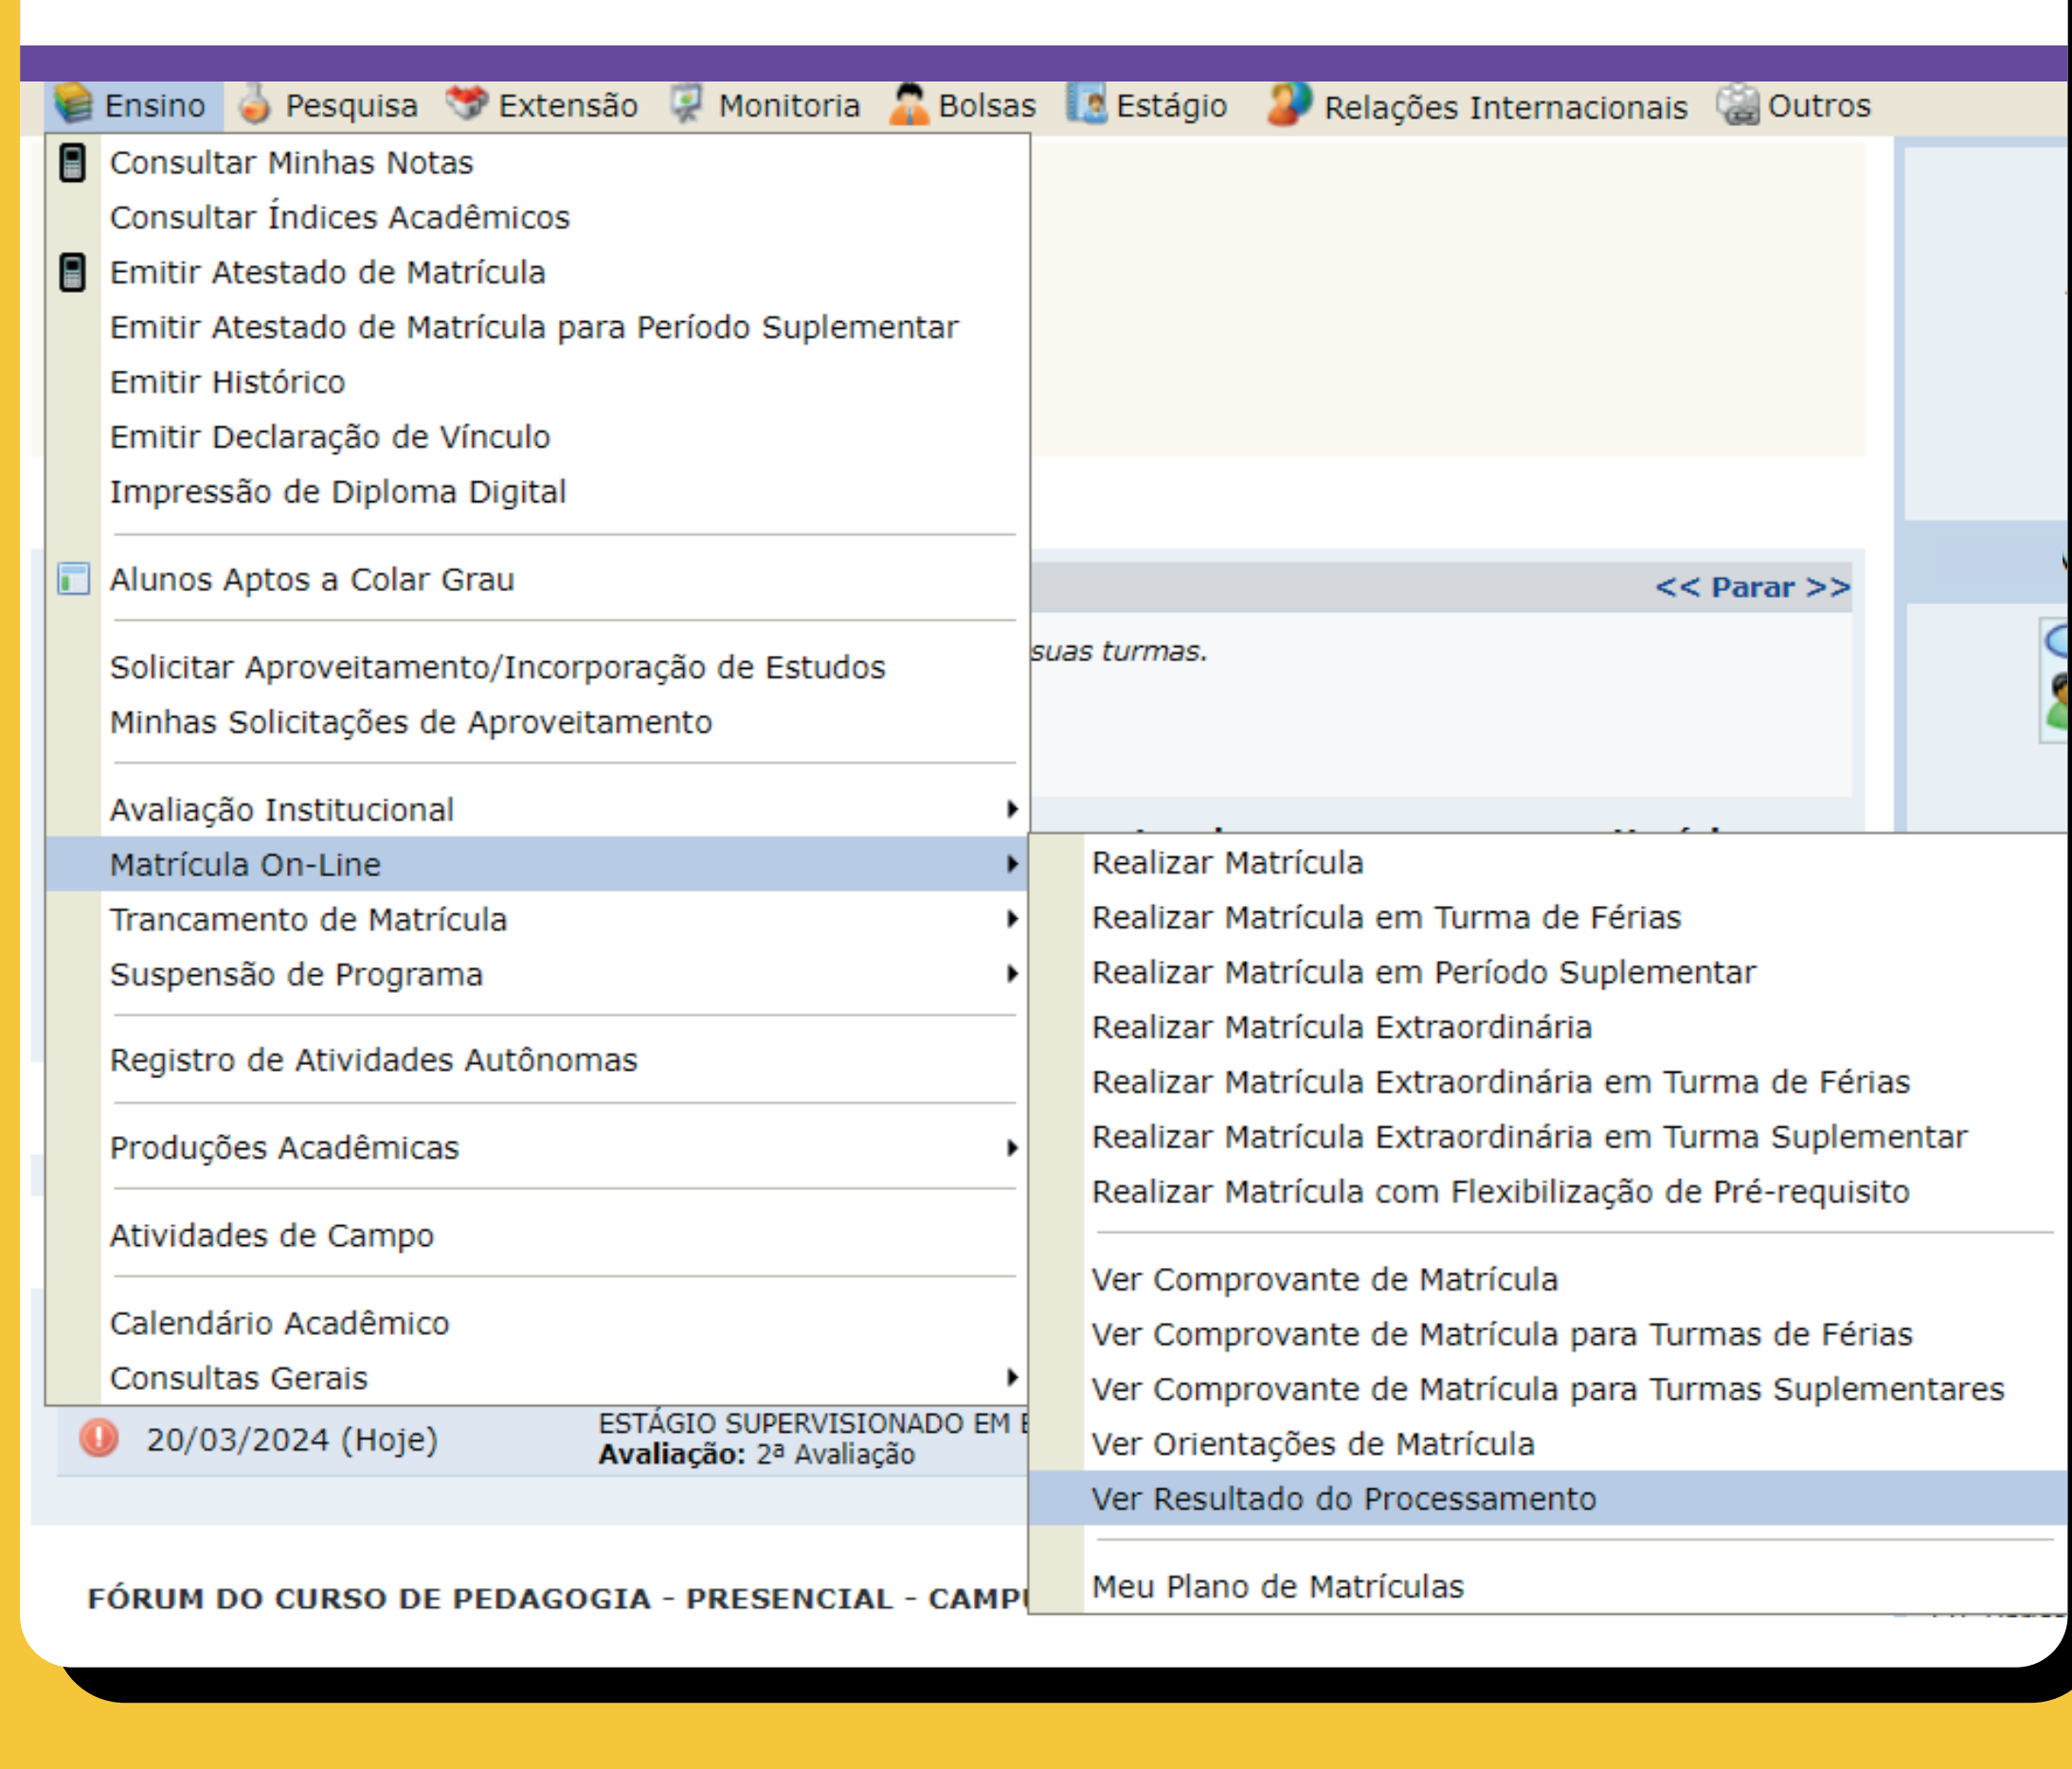 Ensino Pesquisa Extensão Monitoria Bolsas Estágio Relações Internacionais Outros
Consultar Minhas Notas
Consultar Índices Acadêmicos
Emitir Atestado de Matrícula
Emitir Atestado de Matrícula para Período Suplementar
Emitir Histórico
Emitir Declaração de Vínculo
Impressão de Diploma Digital
Alunos Aptos a Colar Grau
<< Parar >>
Solicitar Aproveitamento/Incorporação de Estudos
suas turmas.
Minhas Solicitações de Aproveitamento
Avaliação Institucional
Matrícula On-Line
Trancamento de Matrícula
Suspensão de Programa
Registro de Atividades Autônomas
Produções Acadêmicas
Atividades de Campo
Calendário Acadêmico
Consultas Gerais
Realizar Matrícula
Realizar Matrícula em Turma de Férias
Realizar Matrícula em Período Suplementar
Realizar Matrícula Extraordinária
Realizar Matrícula Extraordinária em Turma de Férias
Realizar Matrícula Extraordinária em Turma Suplementar
Realizar Matrícula com Flexibilização de Pré-requisito
Ver Comprovante de Matrícula
Ver Comprovante de Matrícula para Turmas de Férias
Ver Comprovante de Matrícula para Turmas Suplementares
Ver Orientações de Matrícula
Ver Resultado do Processamento
Meu Plano de Matrículas
20/03/2024 (Hoje)
ESTÁGIO SUPERVISIONADO EM
Avaliação: 2ª Avaliação
FÓRUM DO CURSO DE PEDAGOGIA - PRESENCIAL - CAMP